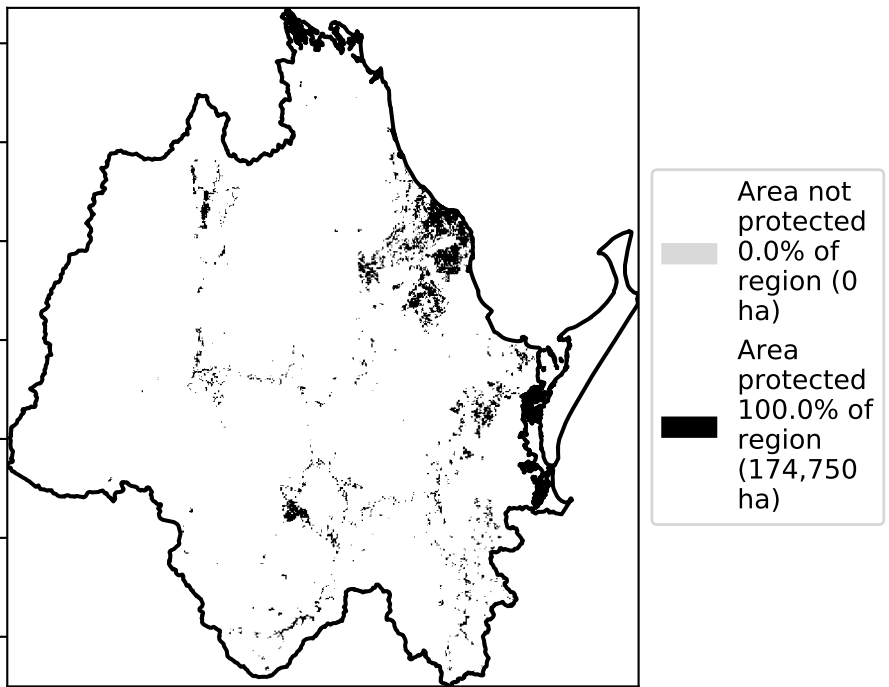 Area not
protected
0.0% of
region (0
ha)
Area
protected
100.0% of
region
(174,750
ha)